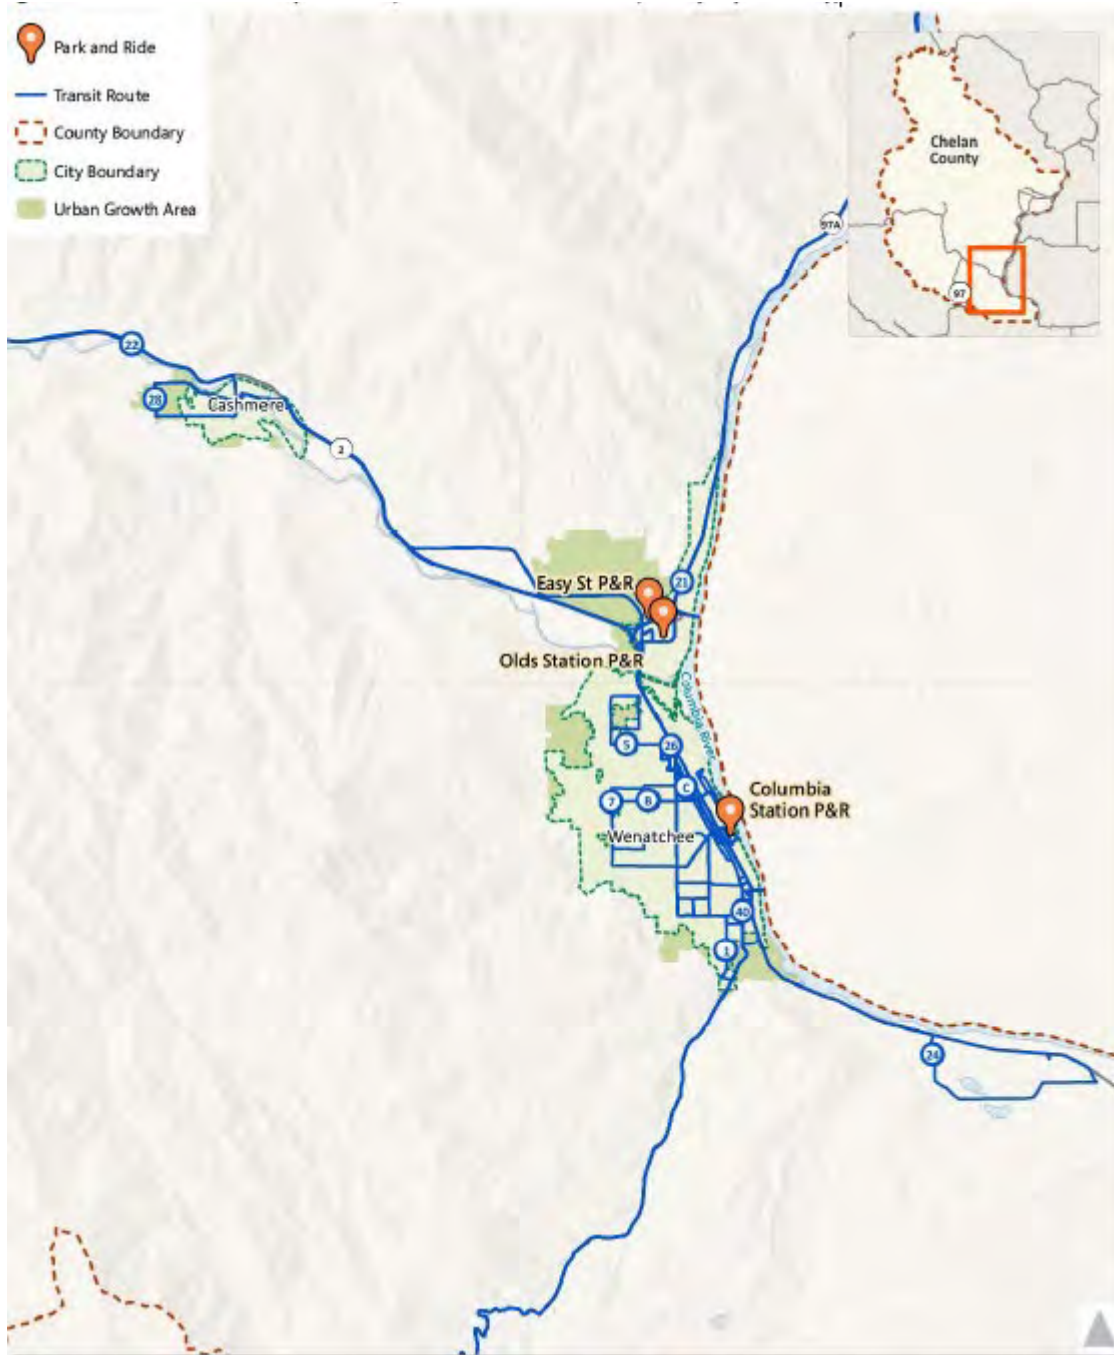 Park and Ride
Transit Route
County Boundary
City Boundary
Urban Growth Area
Chelan
County
97
97A
22
28
Cashmere
2
Easy St P&R
21
Olds Station P&R
Columbia River
5
26
C
7
B
Columbia
Station P&R
Wenatchee
40
1
24